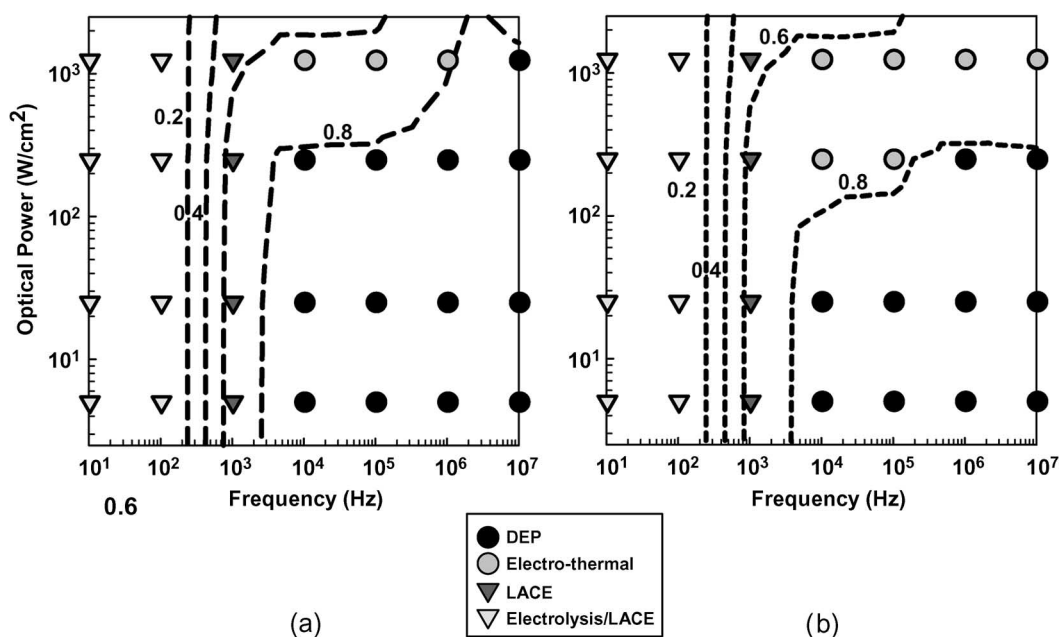 10³
10²
10¹
Optical Power (W/cm²)
0.2
0.4
0.8
10¹ 10² 10³ 10⁴ 10⁵ 10⁶ 10⁷
Frequency (Hz)
0.6
(a)
10³
10²
10¹
0.6
0.2
0.4
0.8
10¹ 10² 10³ 10⁴ 10⁵ 10⁶ 10⁷
Frequency (Hz)
(b)
DEP
Electro-thermal
LACE
Electrolysis/LACE